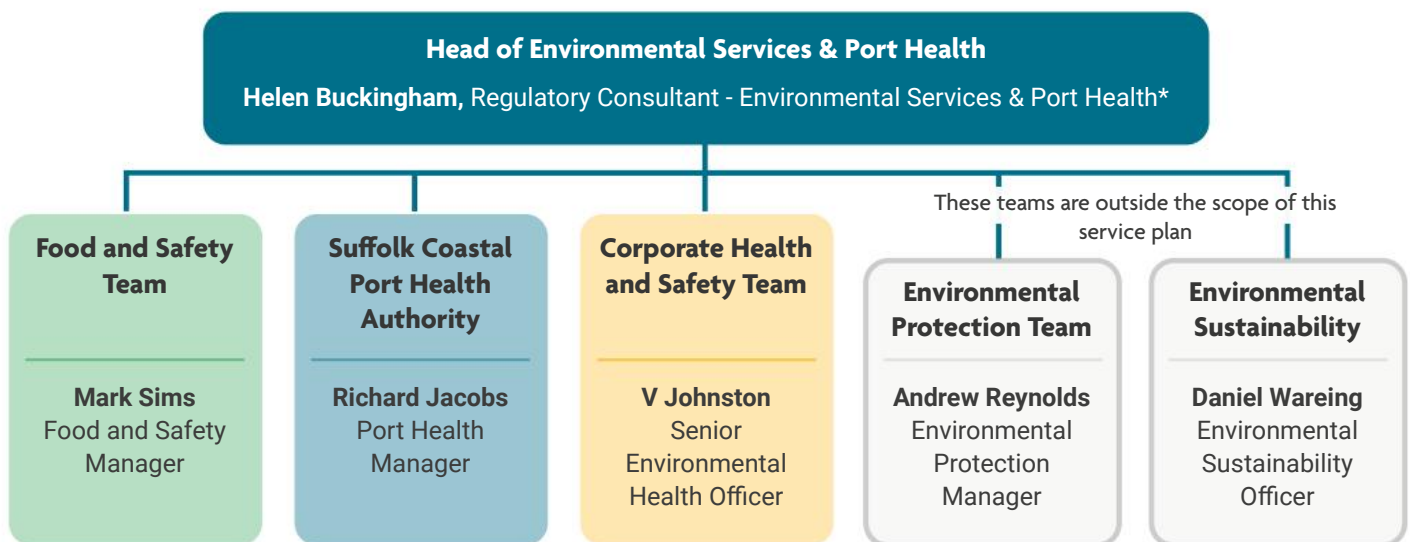 Head of Environmental Services & Port Health
Helen Buckingham, Regulatory Consultant - Environmental Services & Port Health*
These teams are outside the scope of this
service plan
Food and Safety
Team
Mark Sims
Food and Safety
Manager
Suffolk Coastal
Port Health
Authority
Richard Jacobs
Port Health
Manager
Corporate Health
and Safety Team
V Johnston
Senior
Environmental
Health Officer
Environmental
Protection Team
Andrew Reynolds
Environmental
Protection
Manager
Environmental
Sustainability
Daniel Wareing
Environmental
Sustainability
Officer